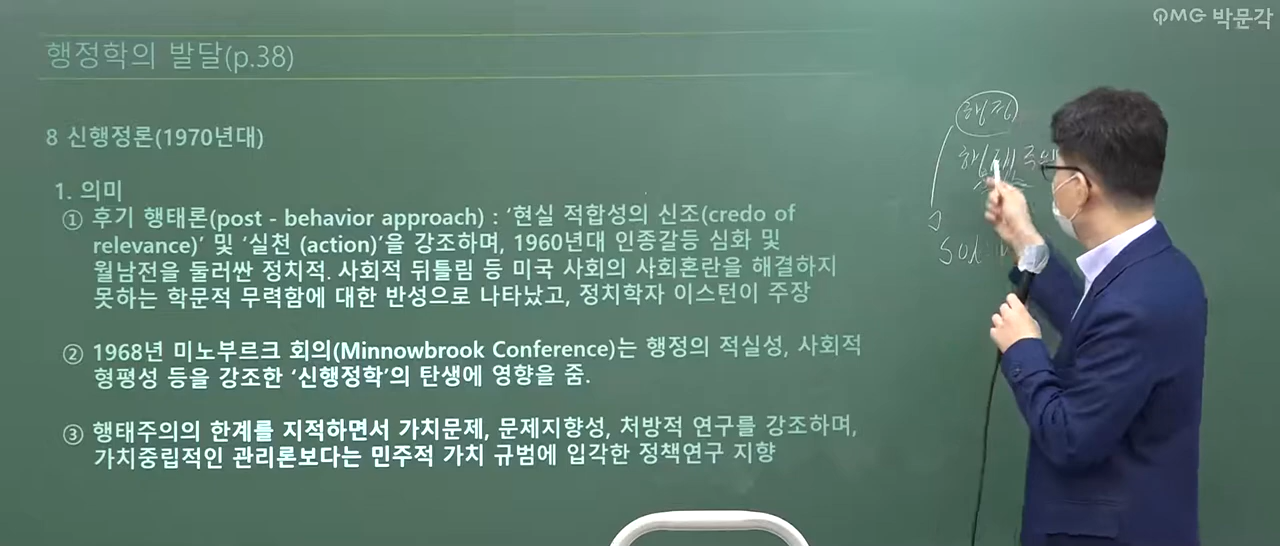 PMG 박문각
행정학의 발달(p.38)
8 신행정론(1970년대)
1. 의미
① 후기 행태론(post - behavior approach) : '현실 적합성의 신조(credo of
relevance)' 및 '실천 (action)'을 강조하며, 1960년대 인종갈등 심화 및
월남전을 둘러싼 정치적. 사회적 뒤틀림 등 미국 사회의 사회혼란을 해결하지
못하는 학문적 무력함에 대한 반성으로 나타났고, 정치학자 이스턴이 주장
② 1968년 미노부르크 회의(Minnowbrook Conference)는 행정의 적실성, 사회적
형평성 등을 강조한 '신행정학'의 탄생에 영향을 줌.
③ 행태주의의 한계를 지적하면서 가치문제, 문제지향성, 처방적 연구를 강조하며,
가치중립적인 관리론보다는 민주적 가치 규범에 입각한 정책연구 지향
행정
행태주의